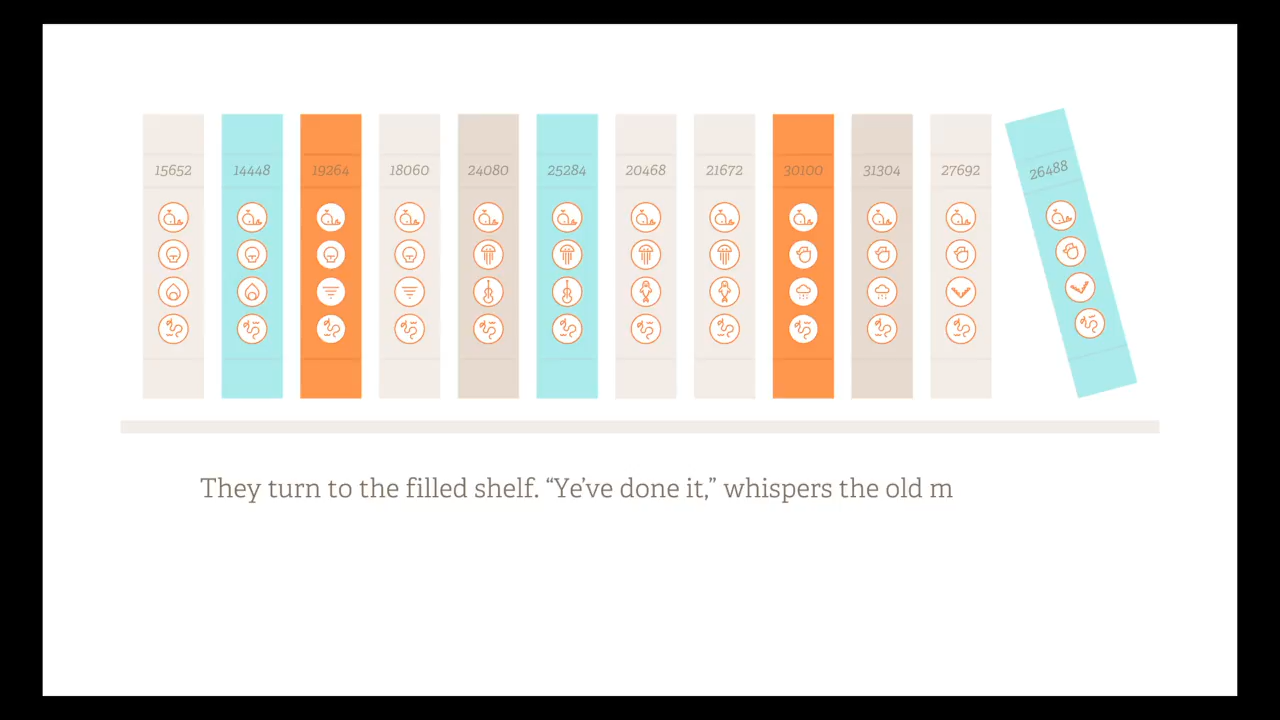 15652 14448 19264 18060 24080 25284 20468 21672 30100 31304 27692 26488
They turn to the filled shelf. “Ye’ve done it,” whispers the old m